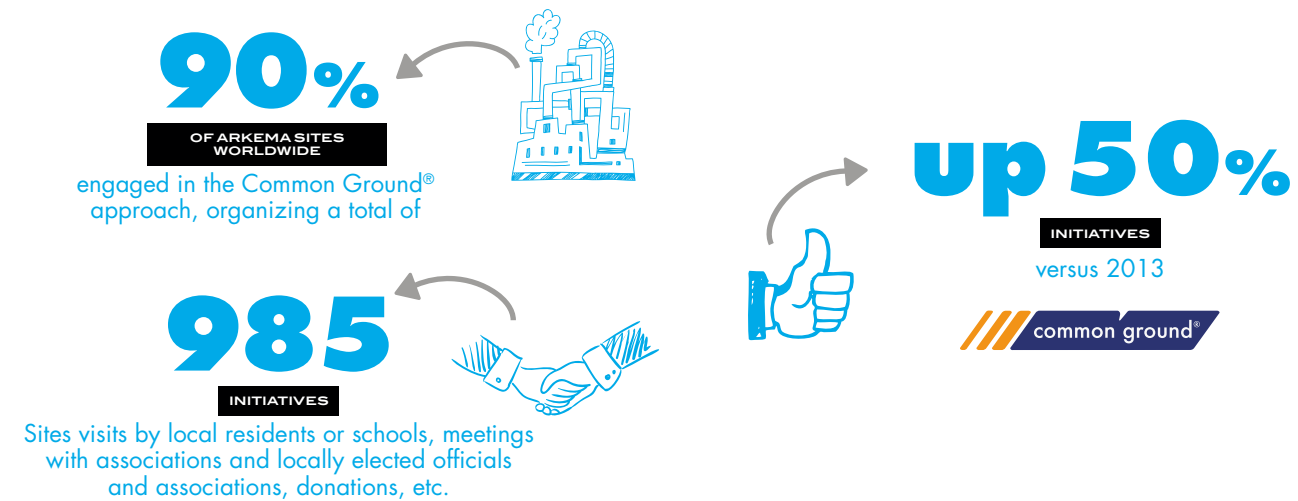 90%
OF ARKEMA SITES
WORLDWIDE
engaged in the Common Ground®
approach, organizing a total of
985
INITIATIVES
Sites visits by local residents or schools, meetings
with associations and locally elected officials
and associations, donations, etc.
up 50%
INITIATIVES
versus 2013
common ground®